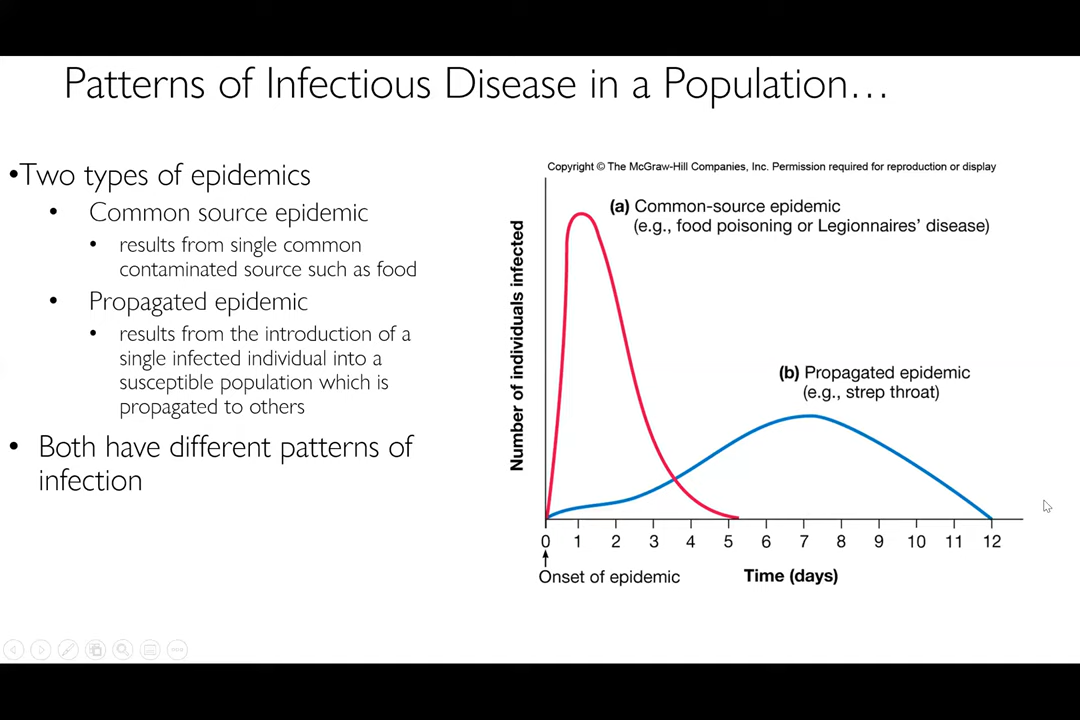 Patterns of Infectious Disease in a Population…
•Two types of epidemics
• Common source epidemic
• results from single common
contaminated source such as food
• Propagated epidemic
• results from the introduction of a
single infected individual into a
susceptible population which is
propagated to others
• Both have different patterns of
infection
Copyright © The McGraw-Hill Companies, Inc. Permission required for reproduction or display
(a) Common-source epidemic
(e.g., food poisoning or Legionnaires' disease)
(b) Propagated epidemic
(e.g., strep throat)
Number of individuals infected
0 1 2 3 4 5 6 7 8 9 10 11 12
Onset of epidemic
Time (days)